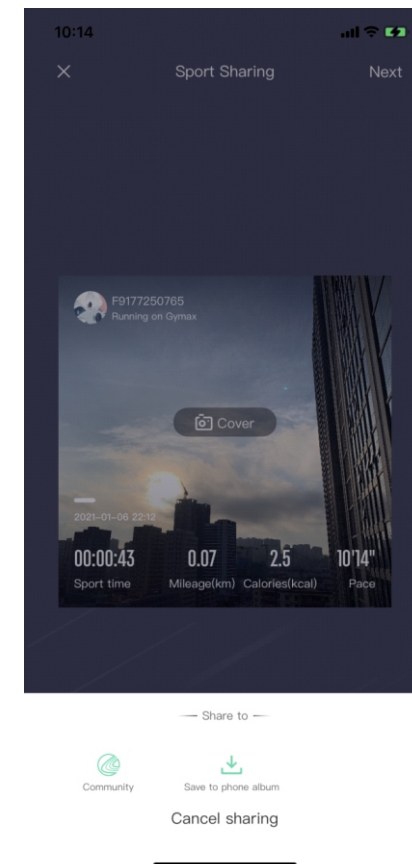 10:14
Sport Sharing
Next
F9177250765
Running on Gymax
Cover
2021-01-06 22:12
00:00:43 0.07 2.5 10'14"
Sport time Mileage(km) Calories(kcal) Pace
Share to
Community Save to phone album
Cancel sharing